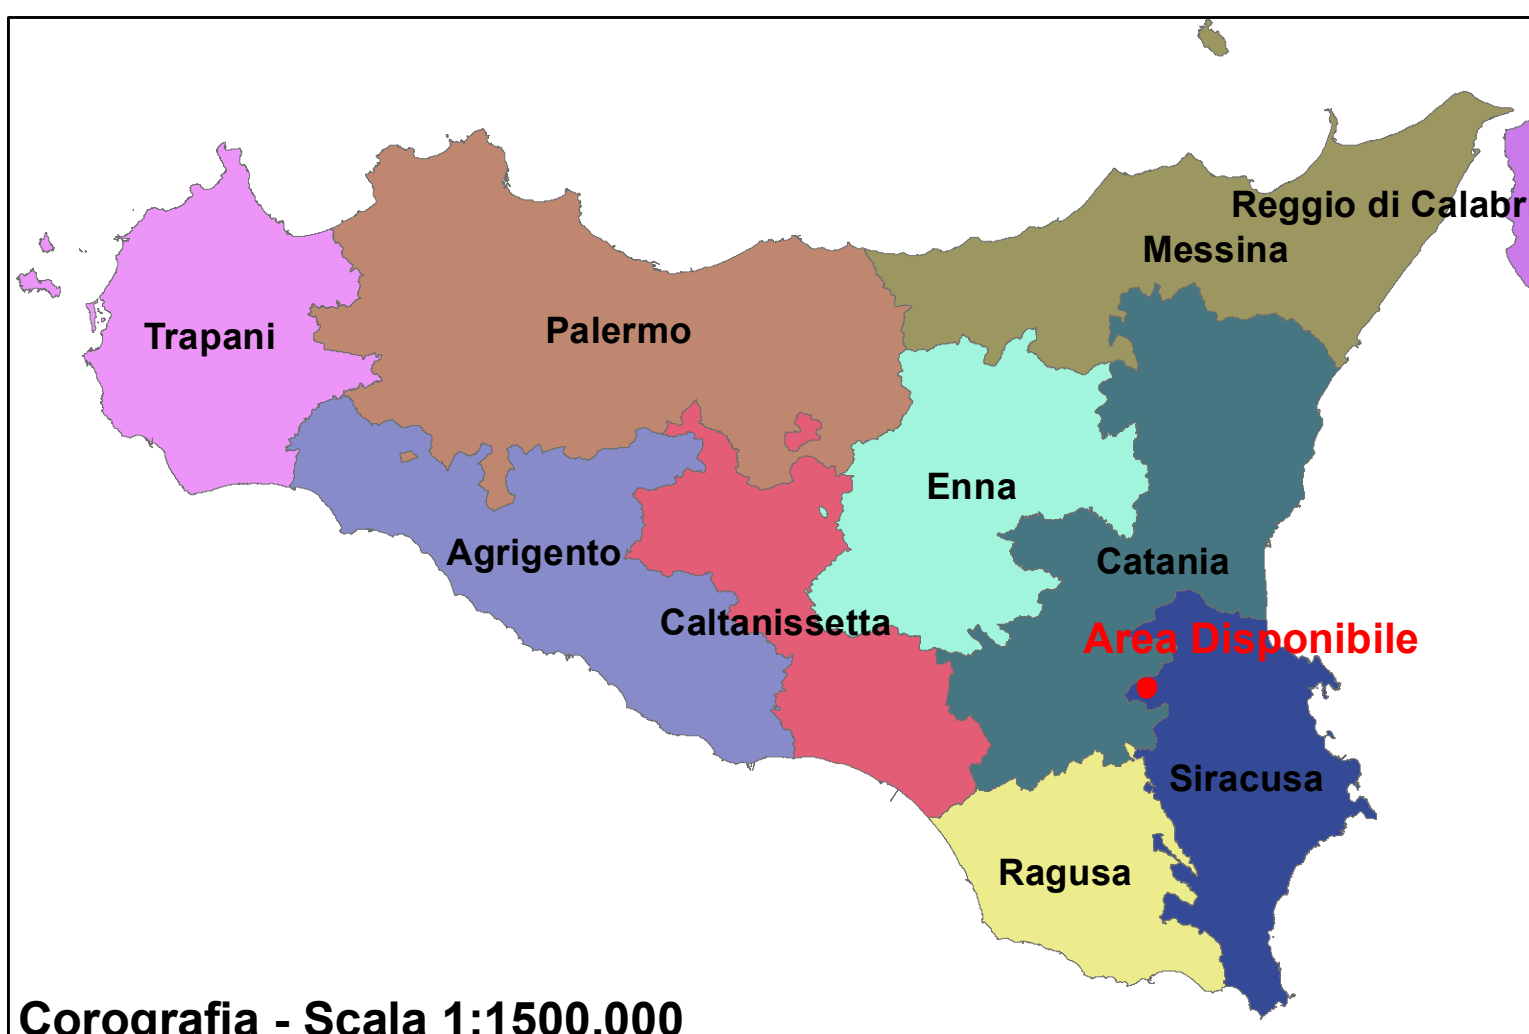 Reggio di Calabr
Messina
Trapani
Palermo
Enna
Agrigento
Catania
Caltanissetta
Area Disponibile
Siracusa
Ragusa
Corografia - Scala 1:1500.000